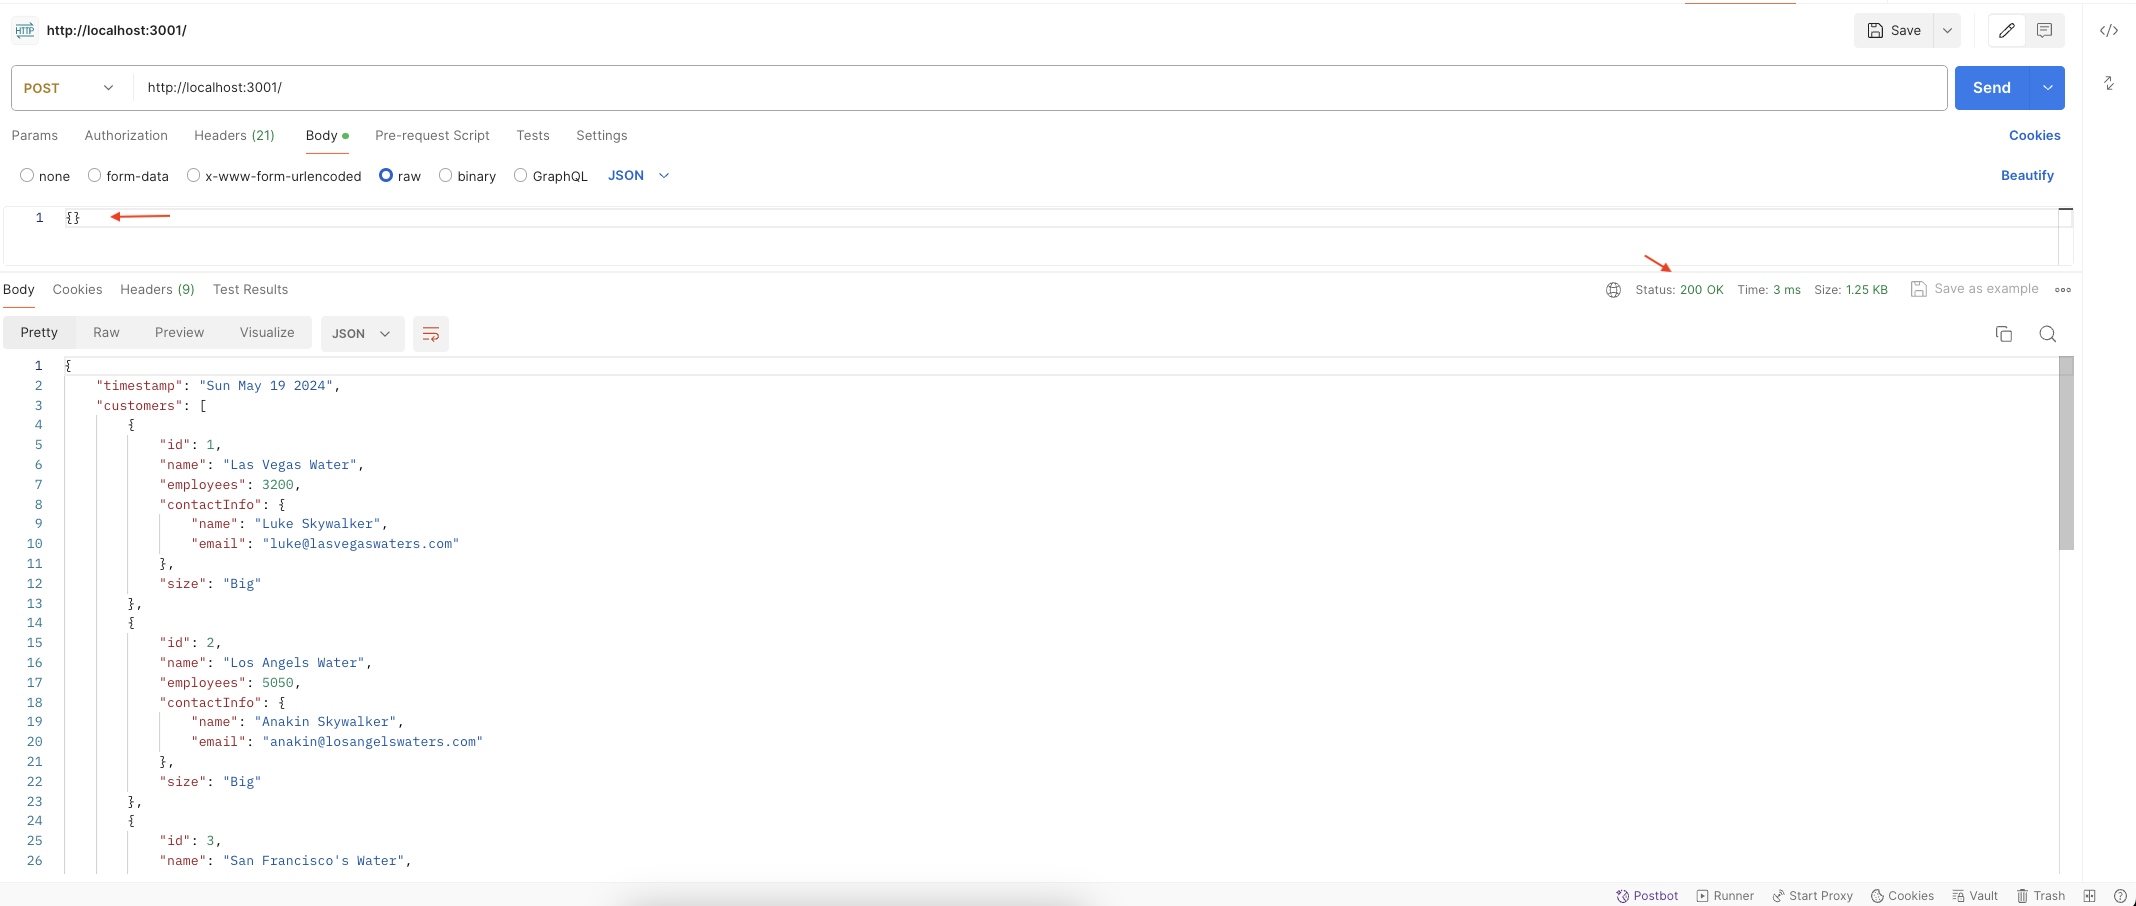 HTTP http://localhost:3001/ Save
POST http://localhost:3001/ Send
Params Authorization Headers (21) Body Pre-request Script Tests Settings Cookies
none form-data x-www-form-urlencoded raw binary GraphQL JSON Beautify
1 {}
Body Cookies Headers (9) Test Results Status: 200 OK Time: 3 ms Size: 1.25 KB Save as example
Pretty Raw Preview Visualize JSON
1 {
2 "timestamp": "Sun May 19 2024",
3 "customers": [
4 {
5 "id": 1,
6 "name": "Las Vegas Water",
7 "employees": 3200,
8 "contactInfo": {
9 "name": "Luke Skywalker",
10 "email": "luke@lasvegaswaters.com"
11 },
12 "size": "Big"
13 },
14 {
15 "id": 2,
16 "name": "Los Angels Water",
17 "employees": 5050,
18 "contactInfo": {
19 "name": "Anakin Skywalker",
20 "email": "anakin@losangelswaters.com"
21 },
22 "size": "Big"
23 },
24 {
25 "id": 3,
26 "name": "San Francisco's Water",
Postbot Runner Start Proxy Cookies Vault Trash